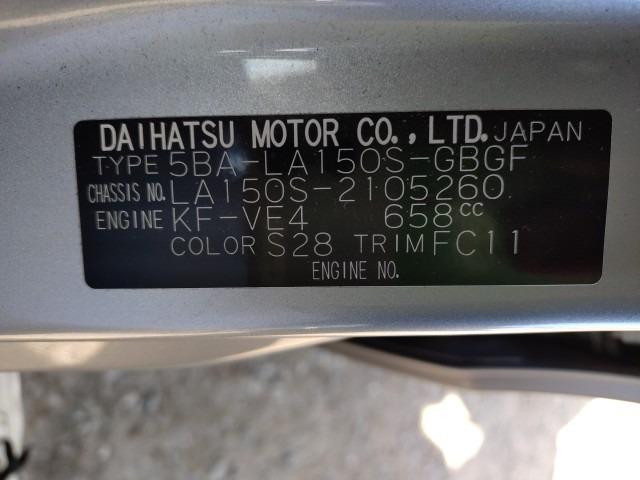 DAIHATSU MOTOR CO., LTD. JAPAN
TYPE 5BA-LA150S-GBGF
CHASSIS NO. LA150S-2105260
ENGINE KF-VE4 658cc
COLOR S28 TRIM FC11
ENGINE NO.